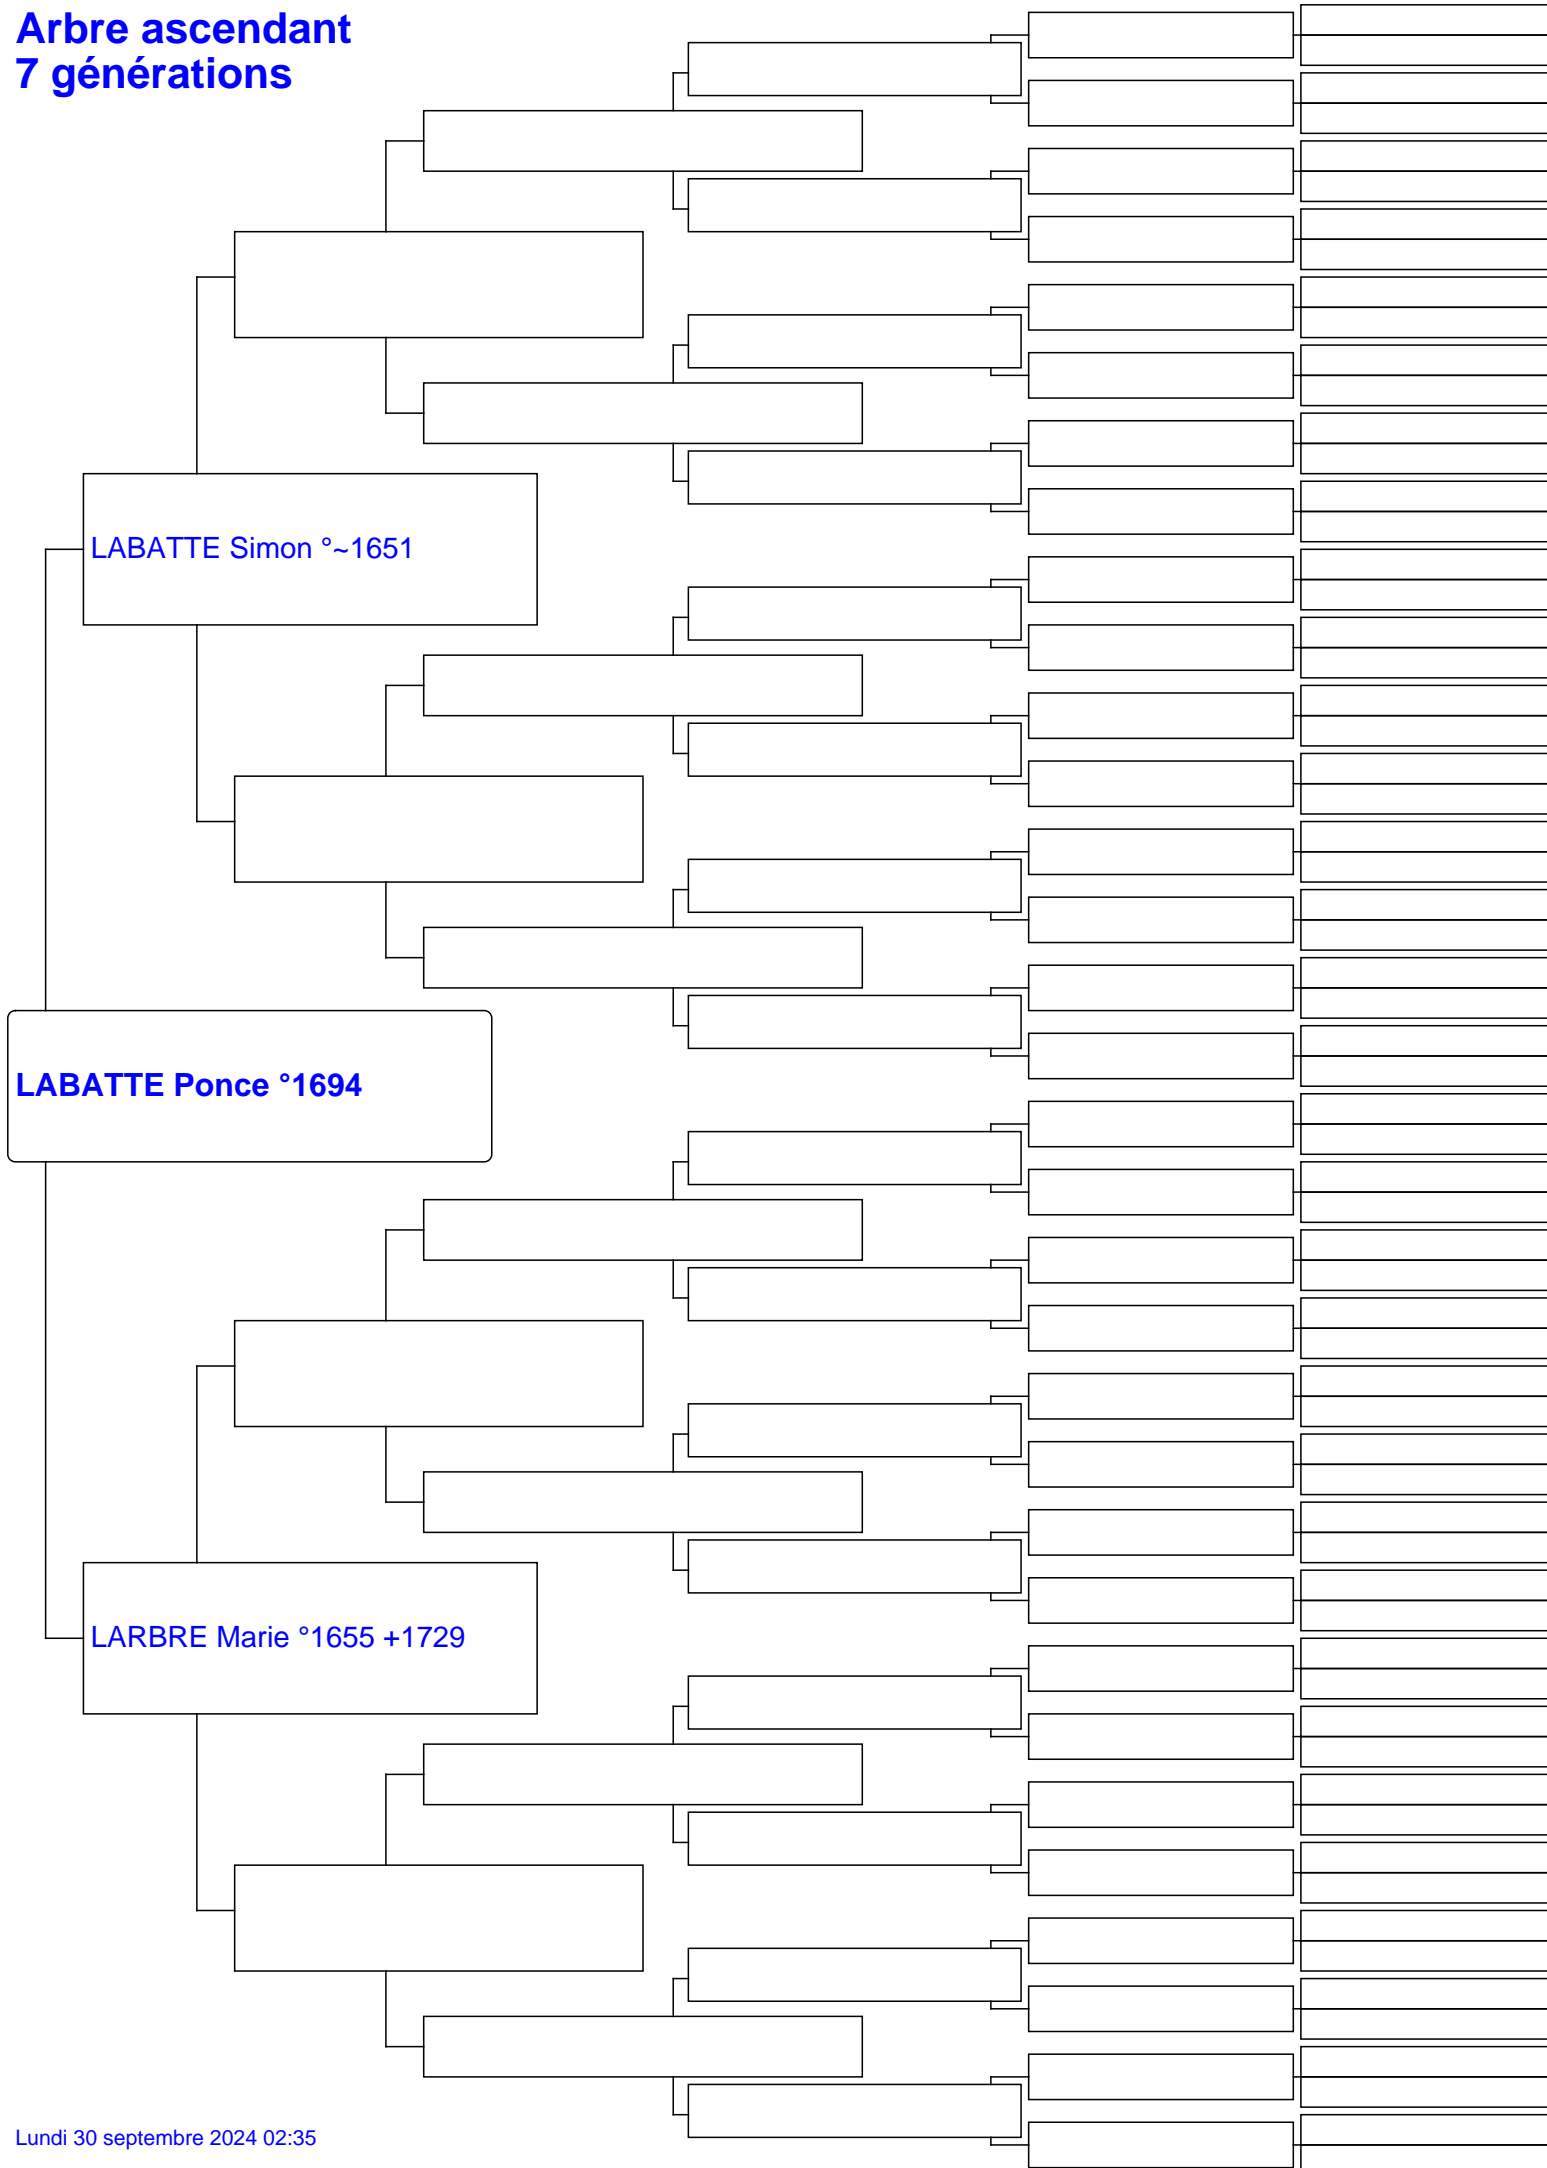 Arbre ascendant
7 générations
LABATTE Simon °~1651
LABATTE Ponce °1694
LARBRE Marie °1655 +1729
Lundi 30 septembre 2024 02:35